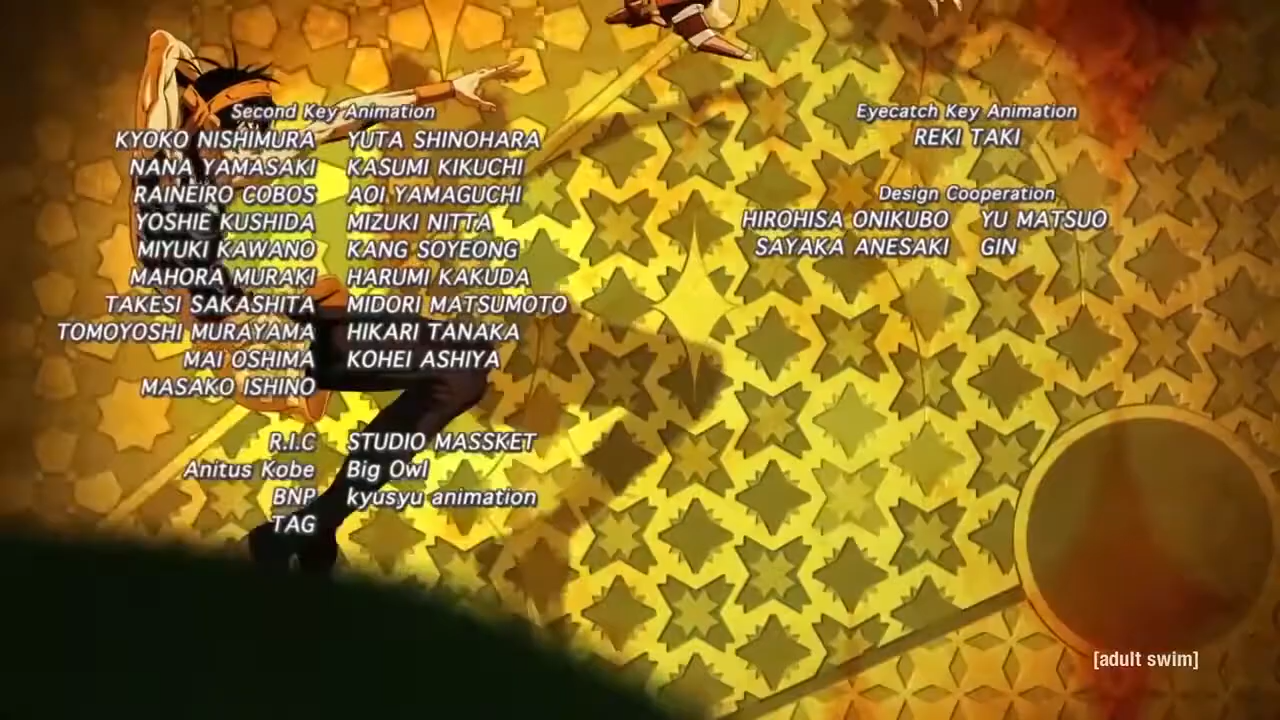 Second Key Animation
KYOKO NISHIMURA YUTA SHINOHARA
NANA YAMASAKI KASUMI KIKUCHI
RAINEIRO COBOS AOI YAMAGUCHI
YOSHIE KUSHIDA MIZUKI NITTA
MIYUKI KAWANO KANG SOYEONG
MAHORA MURAKI HARUMI KAKUDA
TAKESI SAKASHITA MIDORI MATSUMOTO
TOMOYOSHI MURAYAMA HIKARI TANAKA
MAI OSHIMA KOHEI ASHIYA
MASAKO ISHINO
R.I.C STUDIO MASSKET
Anitus Kobe Big Owl
BNP kyusyu animation
TAG
Eyecatch Key Animation
REKI TAKI
Design Cooperation
HIROHISA ONIKUBO YU MATSUO
SAYAKA ANESAKI GIN
[adult swim]